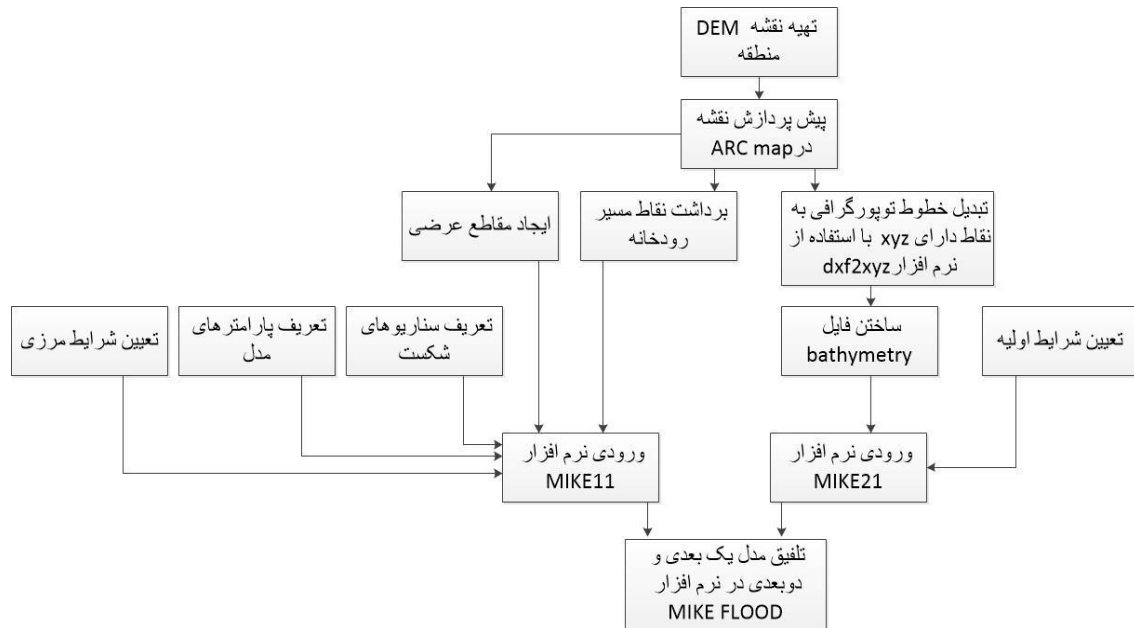 تهیه نقشه DEM
منطقه
پیش پردازش نقشه
در ARC map
ایجاد مقاطع عرضی
برداشت نقاط مسیر
رودخانه
تبدیل خطوط توپورگرافی به
نقاط دارای xyz با استفاده از
نرم افزار dxf2xyz
تعیین شرایط مرزی
تعریف پارامترهای
مدل
تعریف سناریوهای
شکست
ساختن فایل
bathymetry
تعیین شرایط اولیه
ورودی نرم افزار
MIKE11
ورودی نرم افزار
MIKE21
تلفیق مدل یک بعدی و
دوبعدی در نرم افزار
MIKE FLOOD